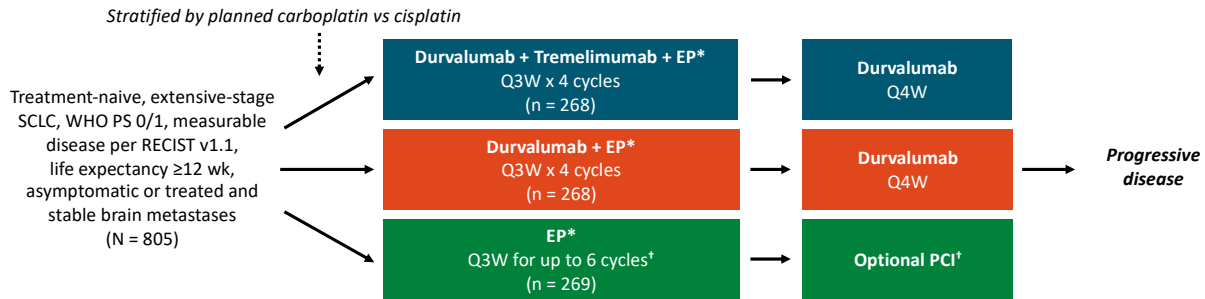 Stratified by planned carboplatin vs cisplatin
Treatment-naive, extensive-stage
SCLC, WHO PS 0/1, measurable
disease per RECIST v1.1,
life expectancy ≥12 wk,
asymptomatic or treated and
stable brain metastases
(N = 805)
Durvalumab + Tremelimumab + EP*
Q3W x 4 cycles
(n = 268)
Durvalumab
Q4W
Durvalumab + EP*
Q3W x 4 cycles
(n = 268)
Durvalumab
Q4W
EP*
Q3W for up to 6 cycles†
(n = 269)
Optional PCI†
Progressive
disease